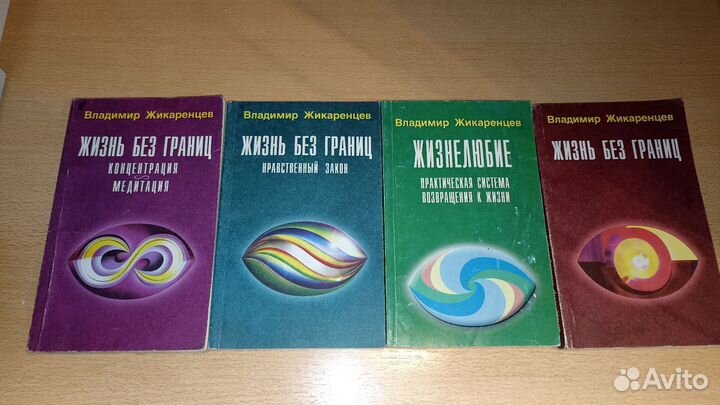 Владимир Жикаренцев
ЖИЗНЬ БЕЗ ГРАНИЦ
КОНЦЕНТРАЦИЯ
МЕДИТАЦИЯ
Владимир Жикаренцев
ЖИЗНЬ БЕЗ ГРАНИЦ
НРАВСТВЕННЫЙ ЗАКОН
Владимир Жикаренцев
ЖИЗНЕЛЮБИЕ
ПРАКТИЧЕСКАЯ СИСТЕМА
ВОЗВРАЩЕНИЯ К ЖИЗНИ
Владимир Жикаренцев
ЖИЗНЬ БЕЗ ГРАНИЦ
Avito